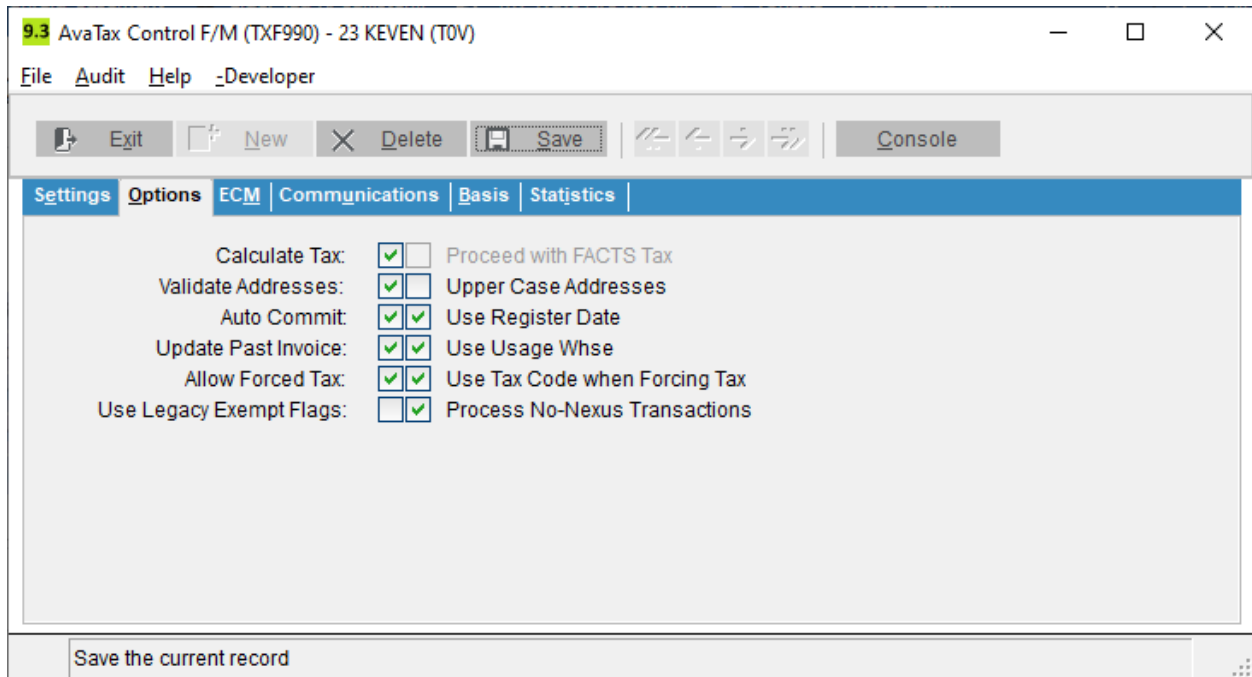 9.3 AvaTax Control F/M (TXF990) - 23 KEVEN (T0V)
File Audit Help -Developer
Exit New Delete Save Console
Settings Options ECM Communications Basis Statistics
Calculate Tax: Proceed with FACTS Tax
Validate Addresses: Upper Case Addresses
Auto Commit: Use Register Date
Update Past Invoice: Use Usage Whse
Allow Forced Tax: Use Tax Code when Forcing Tax
Use Legacy Exempt Flags: Process No-Nexus Transactions
Save the current record